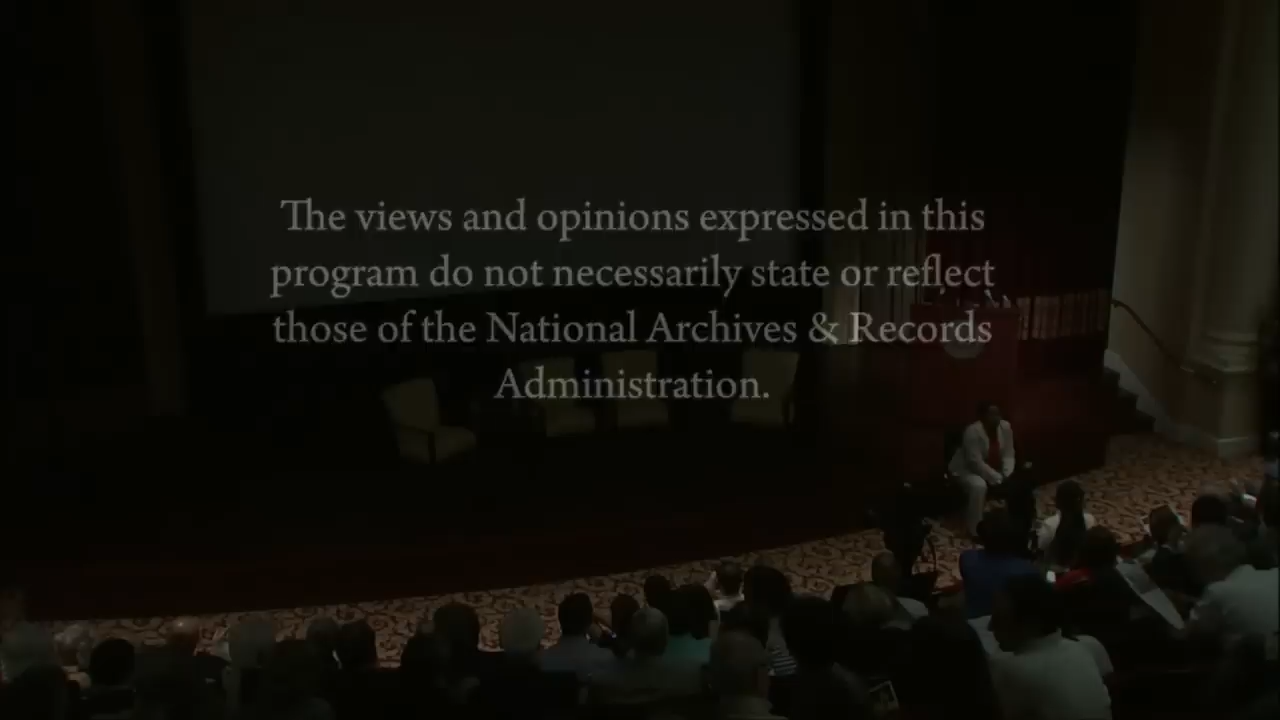 The views and opinions expressed in this
program do not necessarily state or reflect
those of the National Archives & Records
Administration.